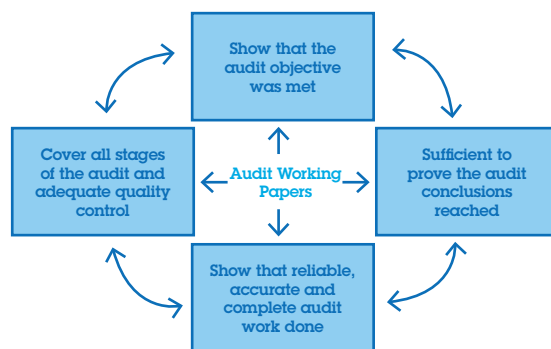 Show that the
audit objective
was met
Cover all stages
of the audit and
adequate quality
control
Audit Working
Papers
Sufficient to
prove the audit
conclusions
reached
Show that reliable,
accurate and
complete audit
work done